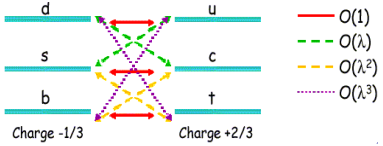 d u O(1)
O(λ)
s c O(λ²)
O(λ³)
b t
Charge -1/3 Charge +2/3